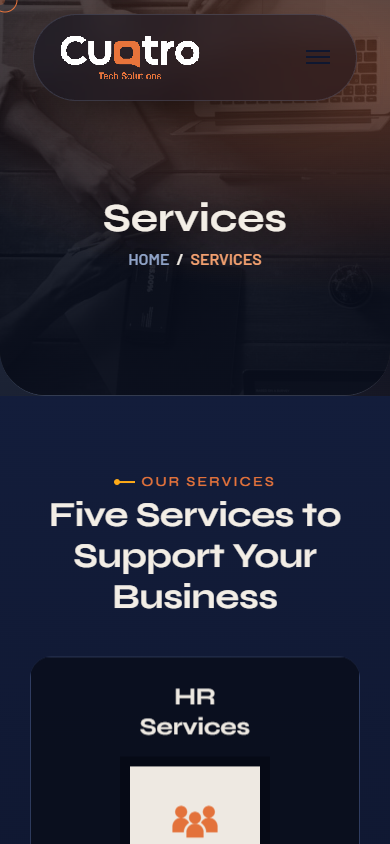 Cuatro
Tech Solutions
Services
HOME / SERVICES
OUR SERVICES
Five Services to
Support Your
Business
HR
Services